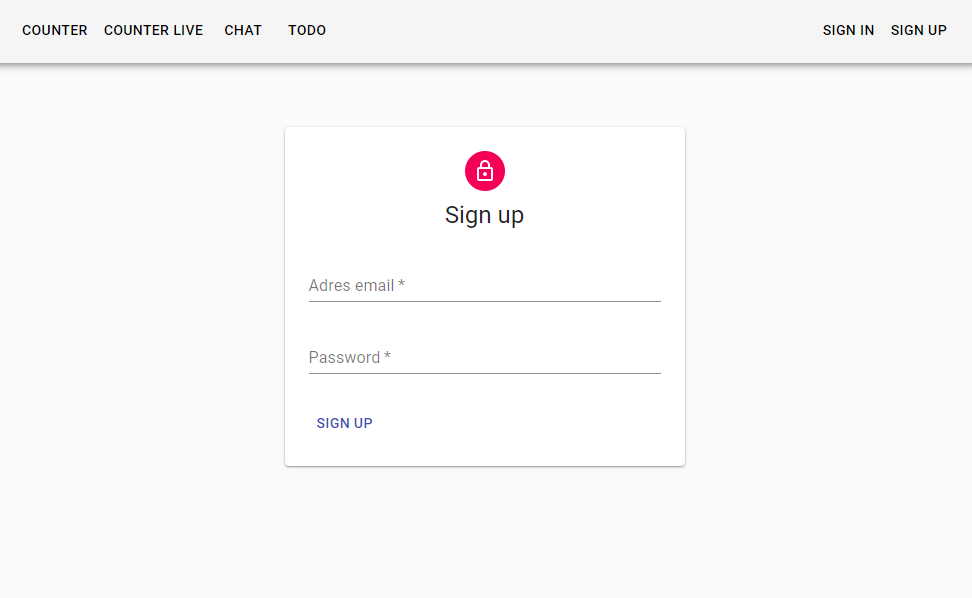 COUNTER COUNTER LIVE CHAT TODO SIGN IN SIGN UP
Sign up
Adres email *
Password *
SIGN UP